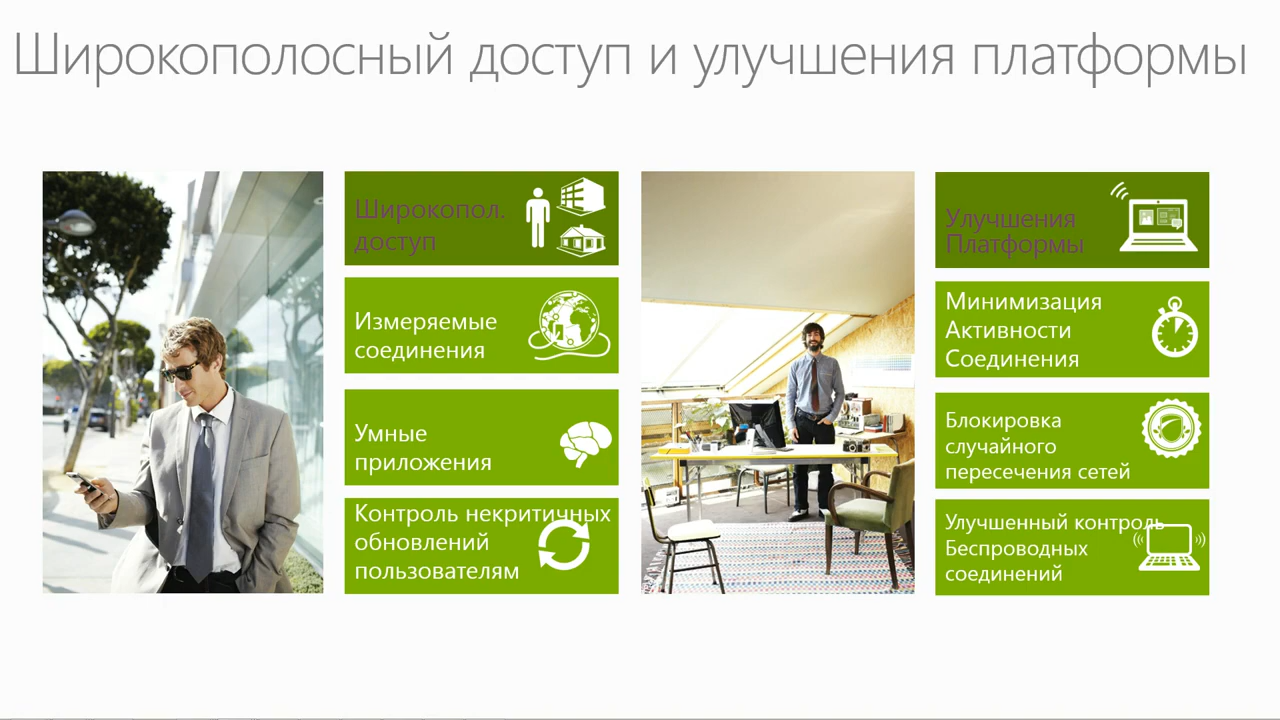 Широкополосный доступ и улучшения платформы
Широкопол.
доступ
Измеряемые
соединения
Умные
приложения
Контроль некритичных
обновлений
пользователям
Улучшения
Платформы
Минимизация
Активности
Соединения
Блокировка
случайного
пересечения сетей
Улучшенный контроль
Беспроводных
соединений